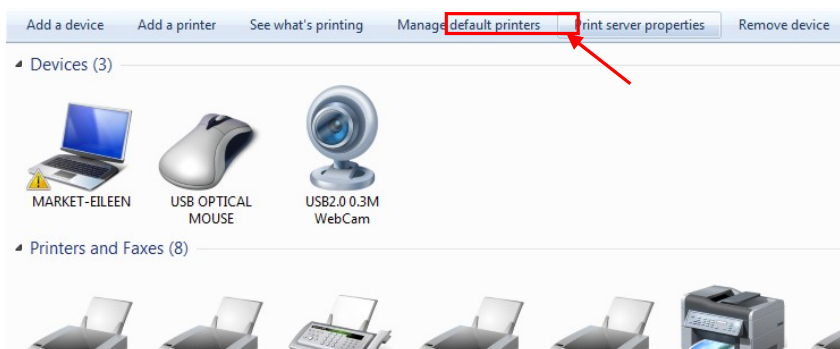 Add a device Add a printer See what's printing Manage default printers Print server properties Remove device
Devices (3)
MARKET-EILEEN USB OPTICAL USB2.0 0.3M
MOUSE WebCam
Printers and Faxes (8)